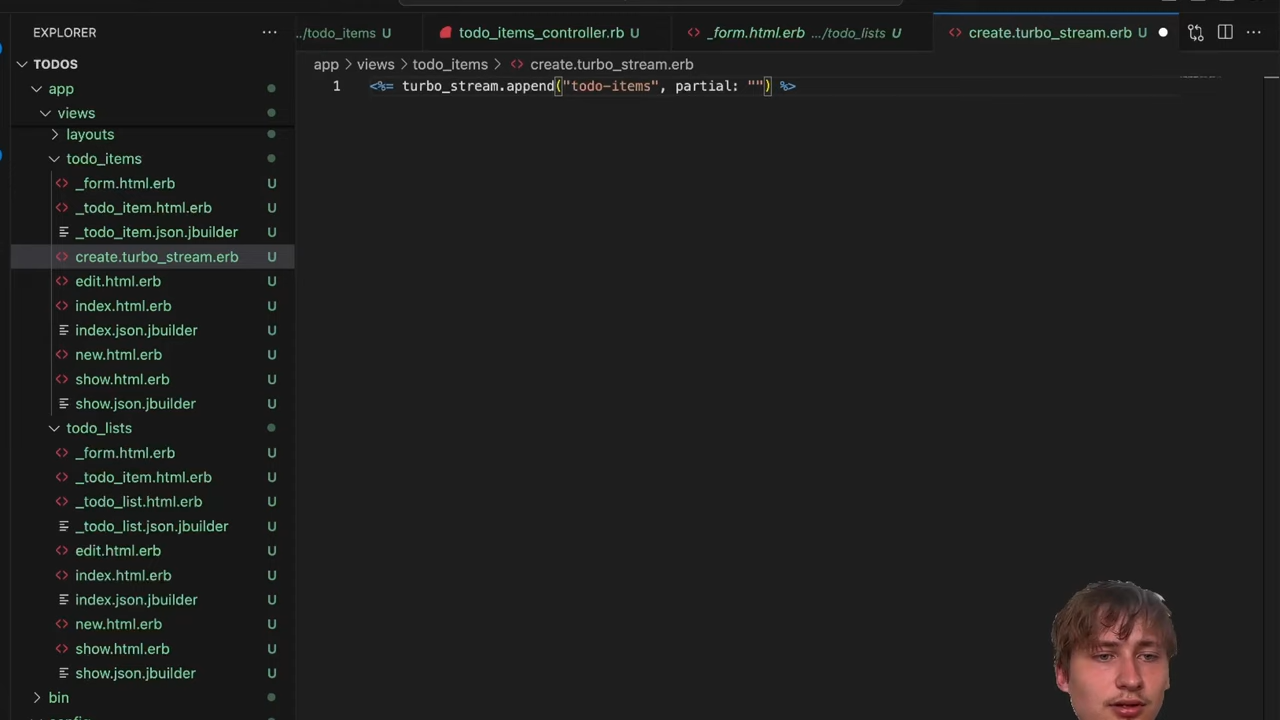 EXPLORER
.../todo_items U
todo_items_controller.rb U
_form.html.erb .../todo_lists U
create.turbo_stream.erb U
TODOS
app > views > todo_items > create.turbo_stream.erb
app
1 <%= turbo_stream.append("todo-items", partial: "") %>
views
layouts
todo_items
_form.html.erb U
_todo_item.html.erb U
_todo_item.json.jbuilder U
create.turbo_stream.erb U
edit.html.erb U
index.html.erb U
index.json.jbuilder U
new.html.erb U
show.html.erb U
show.json.jbuilder U
todo_lists
_form.html.erb U
_todo_item.html.erb U
_todo_list.html.erb U
_todo_list.json.jbuilder U
edit.html.erb U
index.html.erb U
index.json.jbuilder U
new.html.erb U
show.html.erb U
show.json.jbuilder U
bin